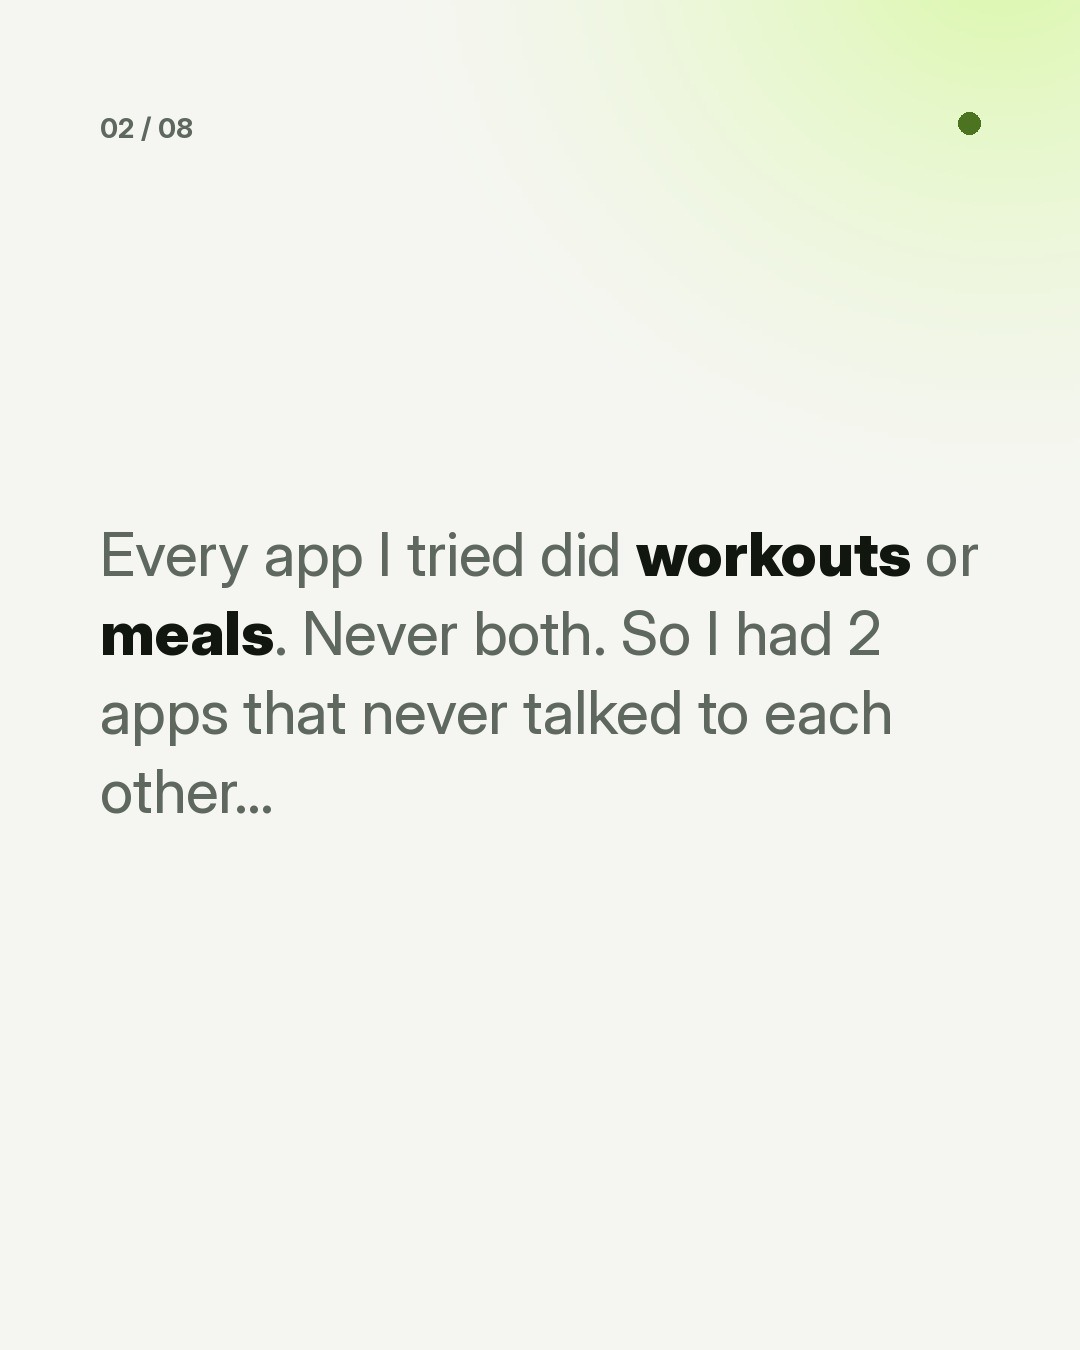 02 / 08
Every app I tried did workouts or
meals. Never both. So I had 2
apps that never talked to each
other...